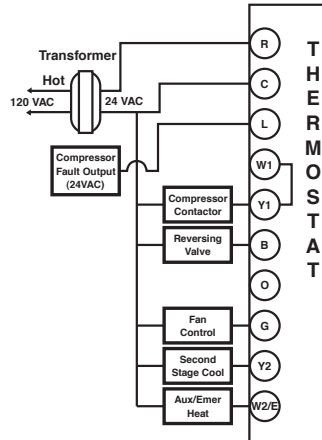 Transformer
Hot
120 VAC
24 VAC
Compressor
Fault Output
(24VAC)
Compressor
Contactor
Reversing
Valve
Fan
Control
Second
Stage Cool
Aux/Emer
Heat
R
C
L
W1
Y1
B
O
G
Y2
W2/E
THERMOSTAT